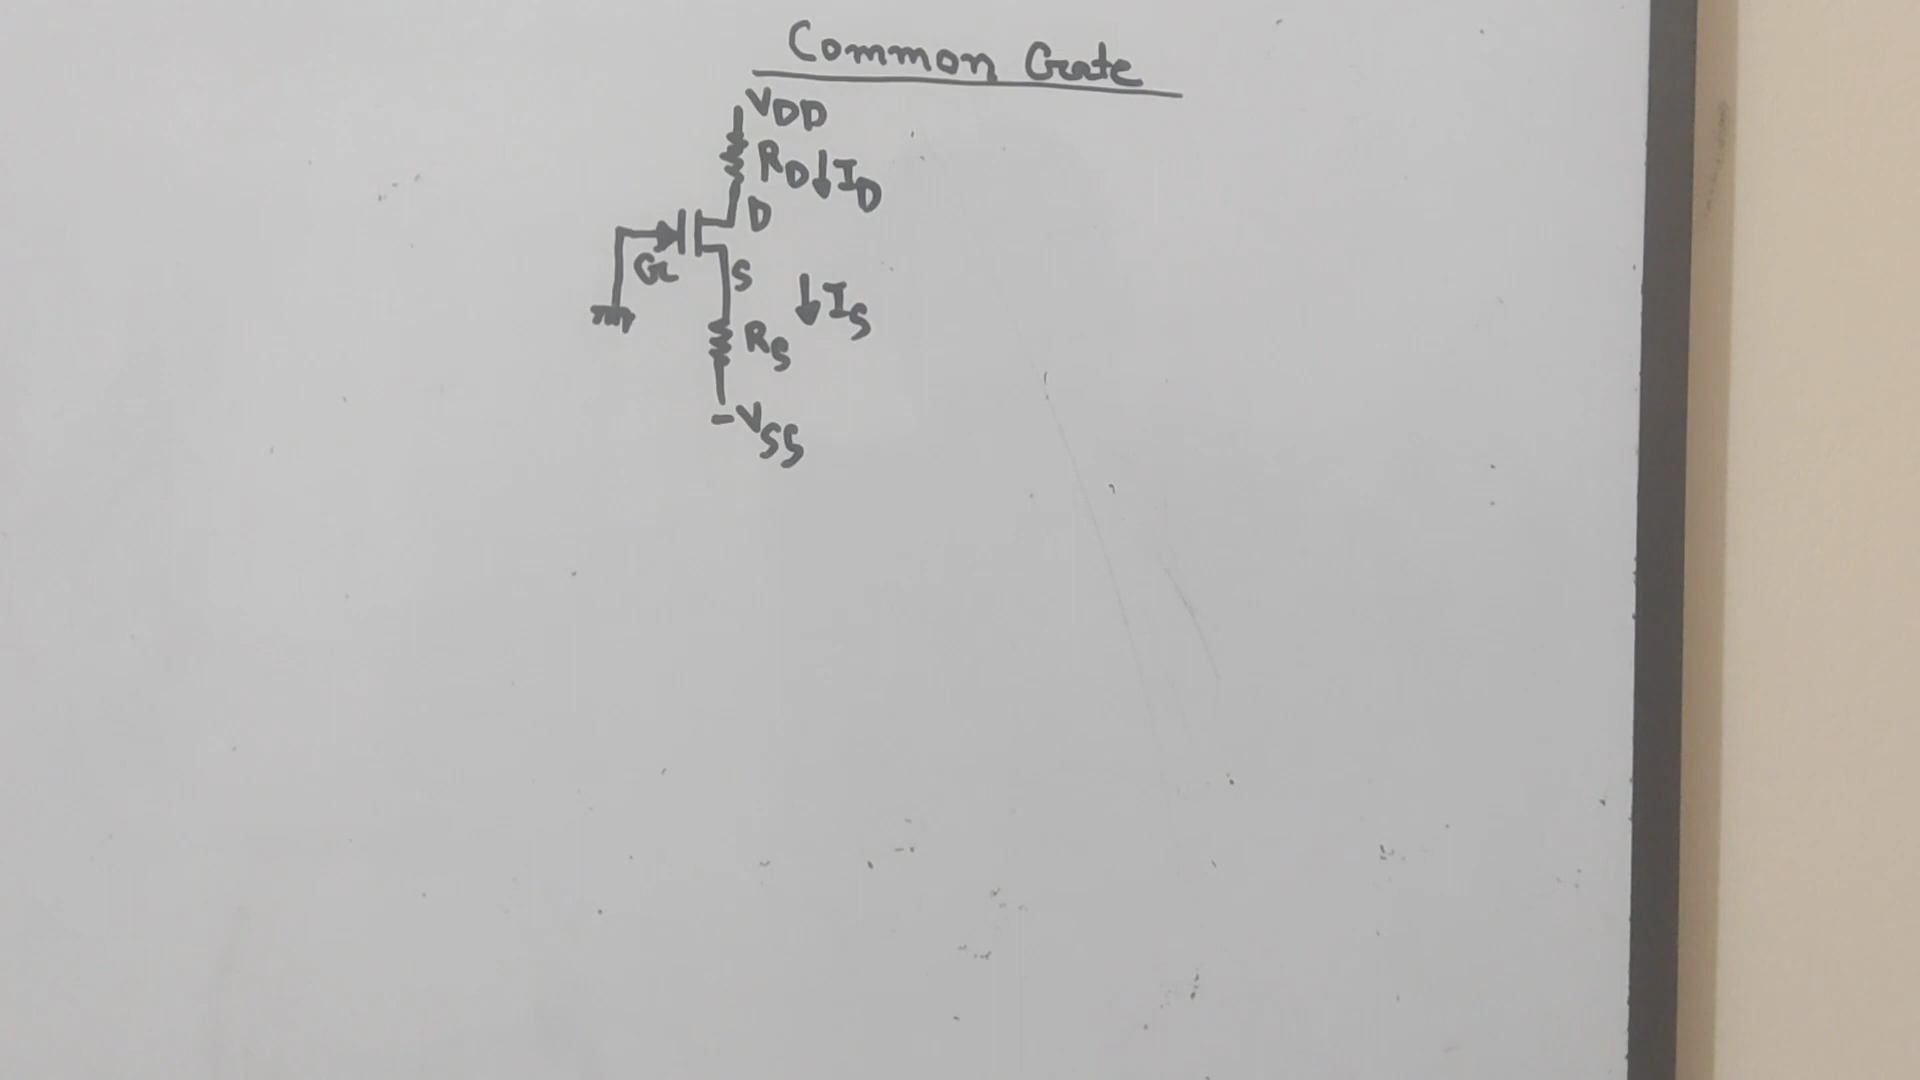 Common Gate
VDD
RD ↓ID
D
G
S
↓IS
RS
-VSS